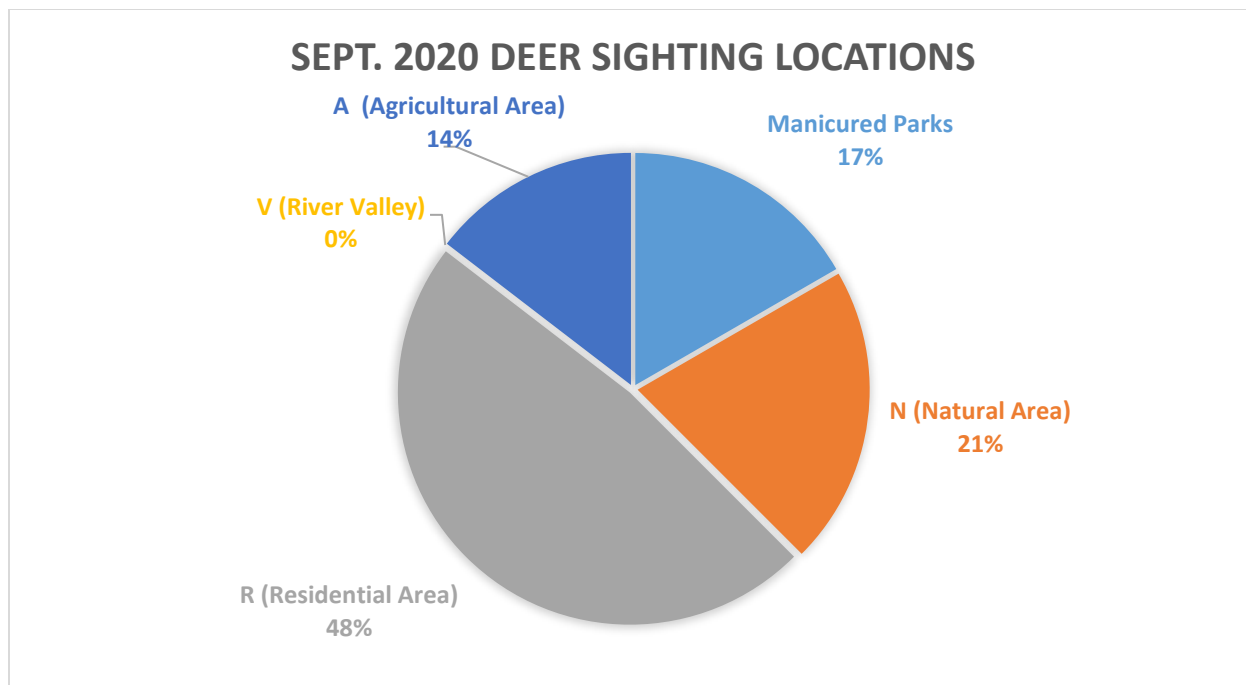 SEPT. 2020 DEER SIGHTING LOCATIONS
A  (Agricultural Area)
14%
Manicured Parks
17%
V (River Valley)
0%
N (Natural Area)
21%
R (Residential Area)
48%